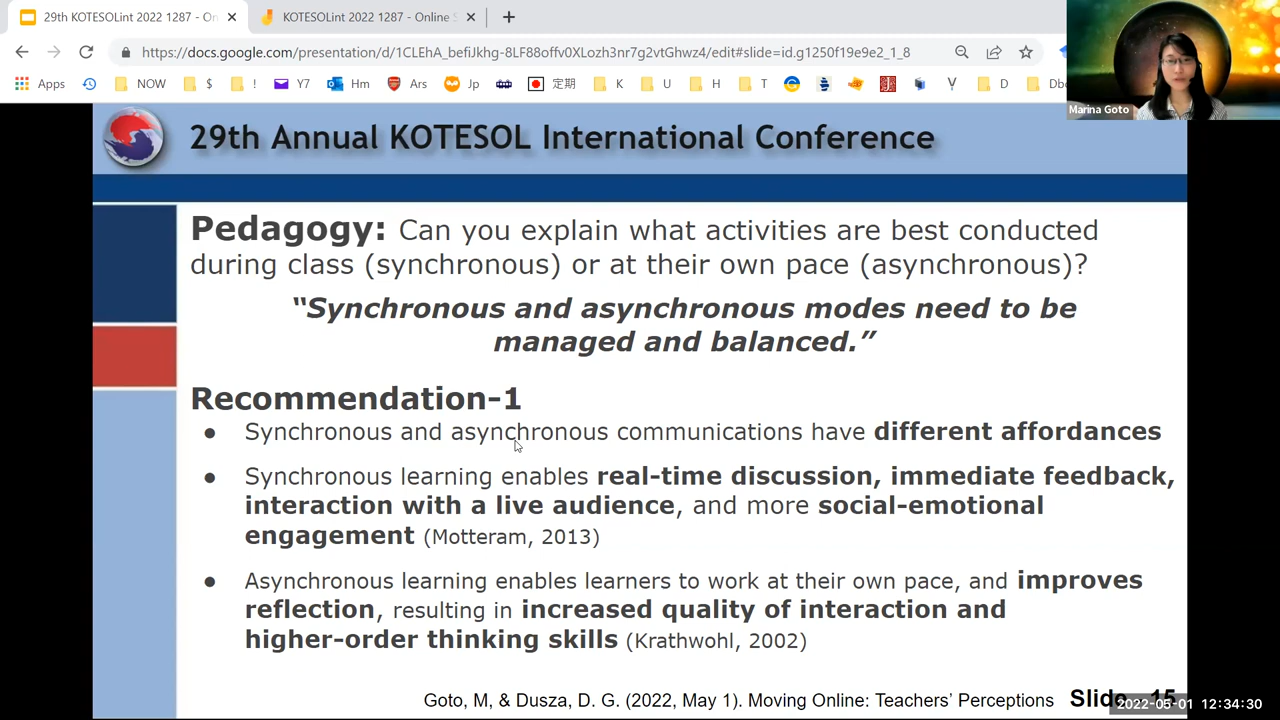 29th KOTESOL International 2022 1287 - On
KOTESOLint 2022 1287 - Online S
https://docs.google.com/presentation/d/1CLEhA_befiJkhg-8LF88offv0XLozh3nr7g2vtGhwz4/edit#slide=id.g1250f19e9e2_1_8
Apps NOW $ ! Y7 Hm Ars Jp 定期 K U H T D
Marina Goto
29th Annual KOTESOL International Conference
Pedagogy: Can you explain what activities are best conducted
during class (synchronous) or at their own pace (asynchronous)?
“Synchronous and asynchronous modes need to be
managed and balanced.”
Recommendation-1
● Synchronous and asynchronous communications have different affordances
● Synchronous learning enables real-time discussion, immediate feedback,
interaction with a live audience, and more social-emotional
engagement (Motteram, 2013)
● Asynchronous learning enables learners to work at their own pace, and improves
reflection, resulting in increased quality of interaction and
higher-order thinking skills (Krathwohl, 2002)
Goto, M, & Dusza, D. G. (2022, May 1). Moving Online: Teachers’ Perceptions Slide 15
2022-05-01 12:34:30